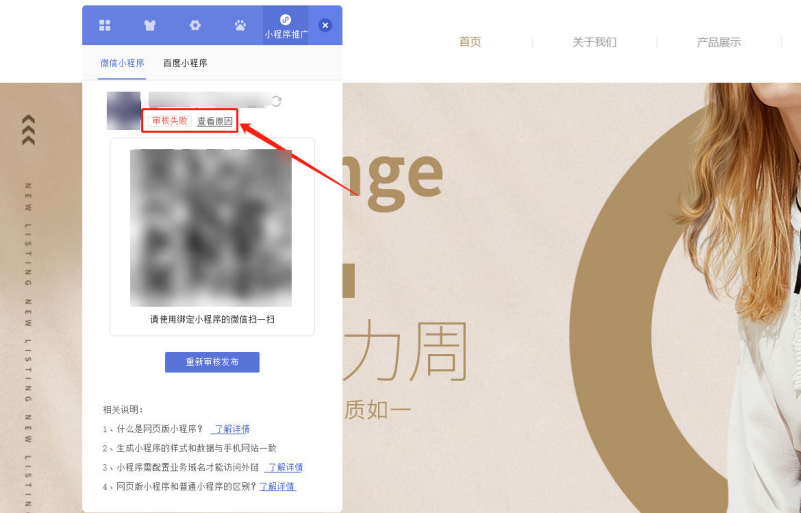 小程序推广
首页
关于我们
产品展示
微信小程序
百度小程序
审核失败 查看原因
nge
请使用绑定小程序的微信扫一扫
重新审核发布
力周
质如一
相关说明：
1、什么是网页版小程序？ 了解详情
2、生成小程序的样式和数据与手机网站一致
3、小程序需配置业务域名才能访问外链 了解详情
4、网页版小程序和普通小程序的区别？了解详情
NEW LISTING NEW LISTING NEW LISTIN